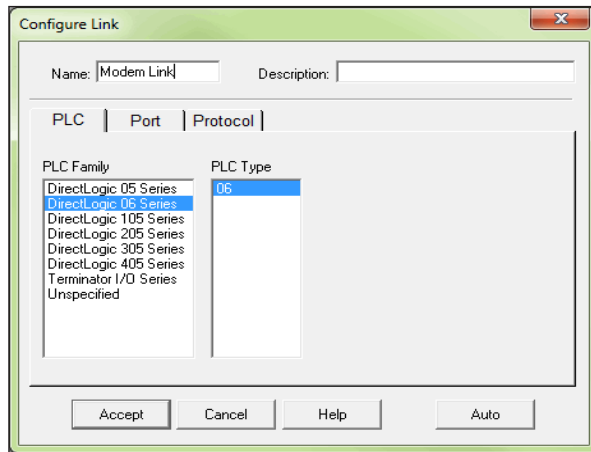 Configure Link
Name: Modem Link Description:
PLC Port Protocol
PLC Family PLC Type
DirectLogic 05 Series 06
DirectLogic 06 Series
DirectLogic 105 Series
DirectLogic 205 Series
DirectLogic 305 Series
DirectLogic 405 Series
Terminator I/O Series
Unspecified
Accept Cancel Help Auto